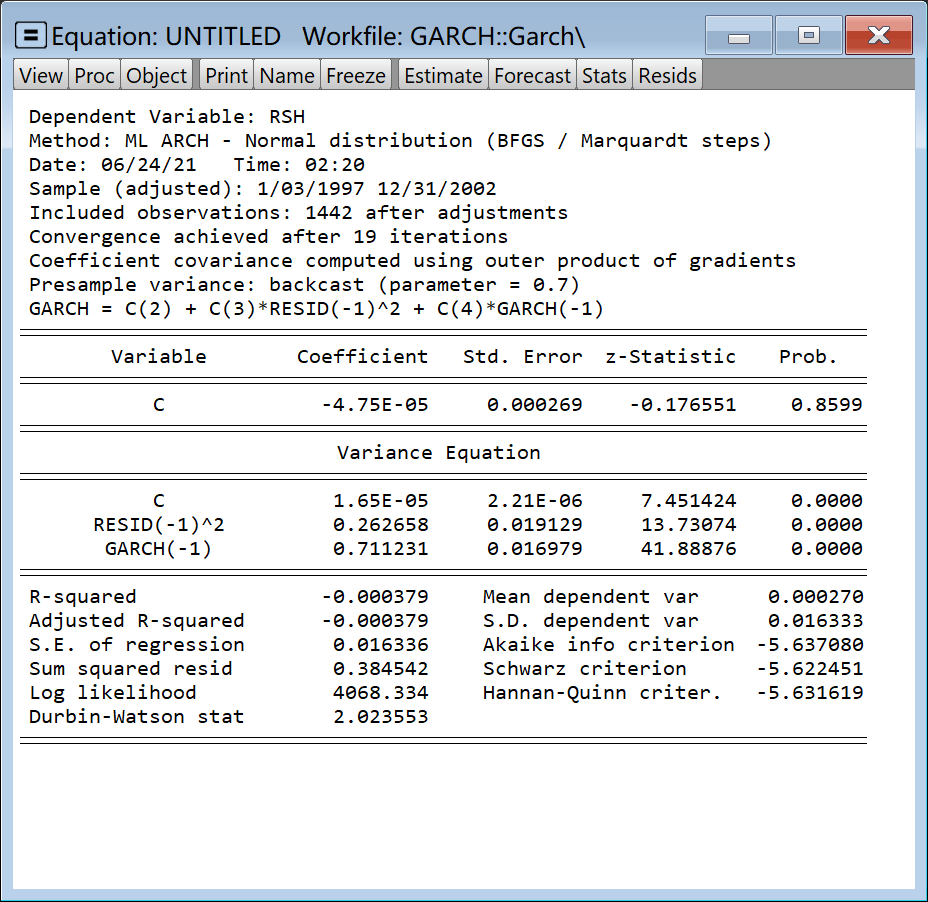 Equation: UNTITLED Workfile: GARCH::Garch\
View Proc Object Print Name Freeze Estimate Forecast Stats Resids
Dependent Variable: RSH
Method: ML ARCH - Normal distribution (BFGS / Marquardt steps)
Date: 06/24/21 Time: 02:20
Sample (adjusted): 1/03/1997 12/31/2002
Included observations: 1442 after adjustments
Convergence achieved after 19 iterations
Coefficient covariance computed using outer product of gradients
Presample variance: backcast (parameter = 0.7)
GARCH = C(2) + C(3)*RESID(-1)^2 + C(4)*GARCH(-1)
Variable Coefficient Std. Error z-Statistic Prob.
C -4.75E-05 0.000269 -0.176551 0.8599
Variance Equation
C 1.65E-05 2.21E-06 7.451424 0.0000
RESID(-1)^2 0.262658 0.019129 13.73074 0.0000
GARCH(-1) 0.711231 0.016979 41.88876 0.0000
R-squared -0.000379 Mean dependent var 0.000270
Adjusted R-squared -0.000379 S.D. dependent var 0.016333
S.E. of regression 0.016336 Akaike info criterion -5.637080
Sum squared resid 0.384542 Schwarz criterion -5.622451
Log likelihood 4068.334 Hannan-Quinn criter. -5.631619
Durbin-Watson stat 2.023553